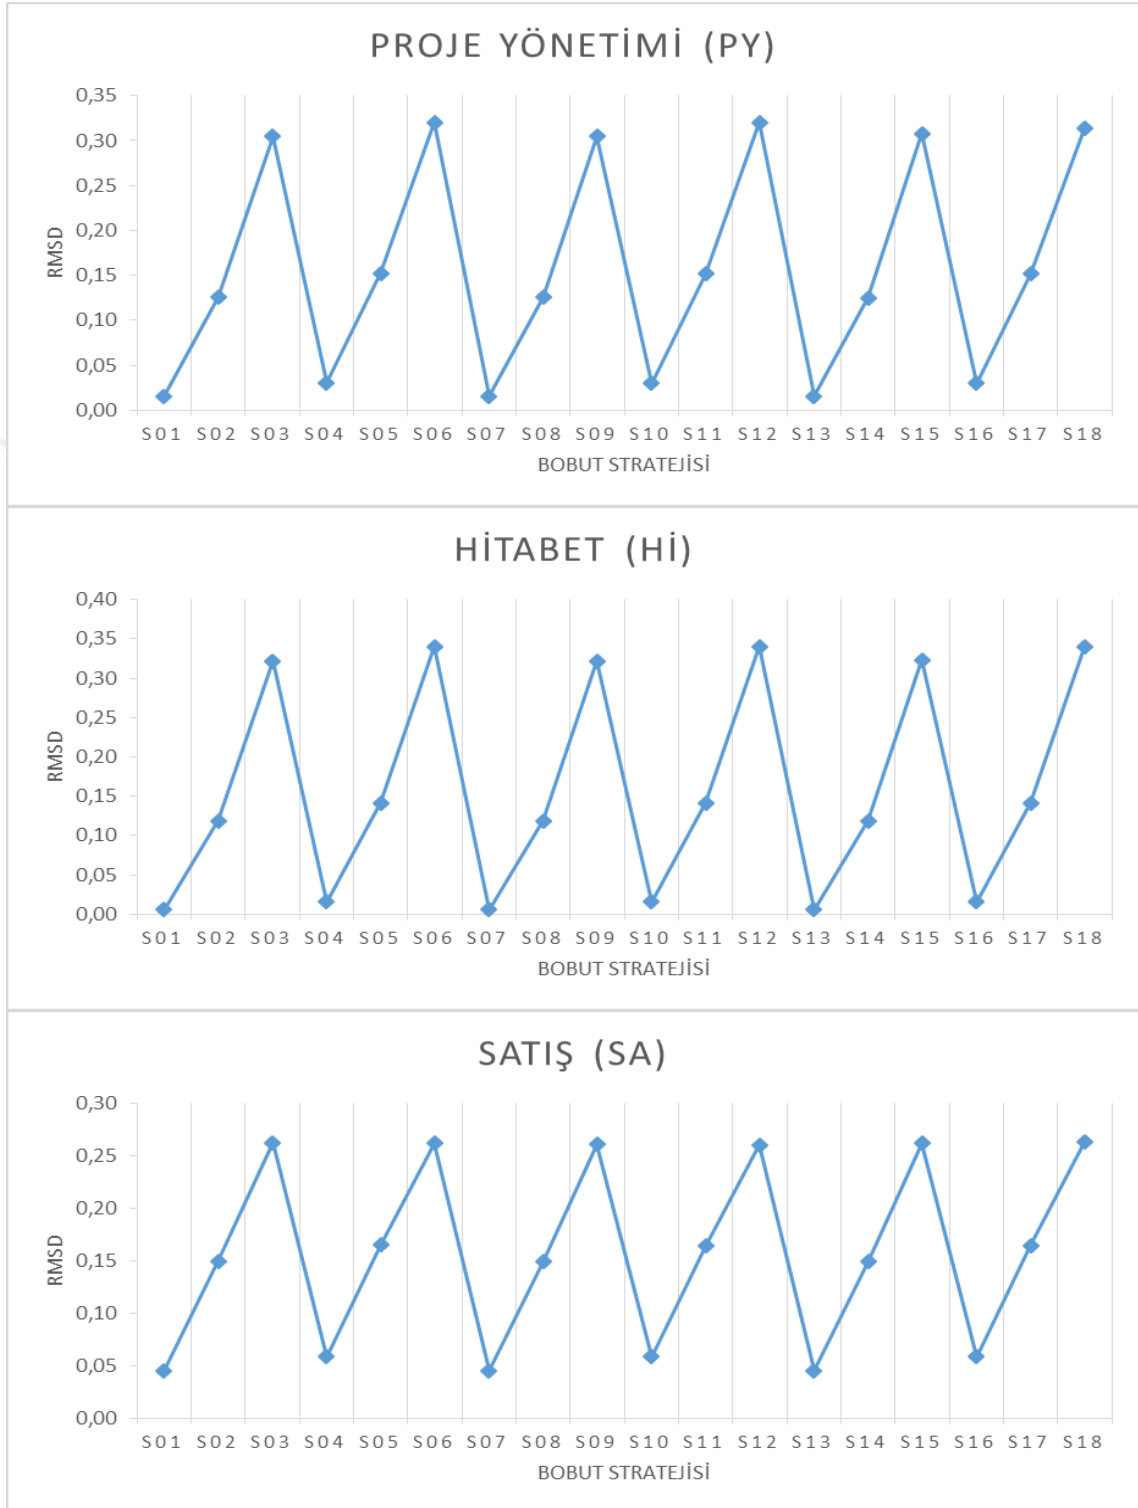 PROJE YÖNETİMİ (PY)
0,35
0,30
0,25
0,20
0,15
0,10
0,05
0,00
RMSD
S01 S02 S03 S04 S05 S06 S07 S08 S09 S10 S11 S12 S13 S14 S15 S16 S17 S18
BOBUT STRATEJİSİ
HİTABET (Hİ)
0,40
0,35
0,30
0,25
0,20
0,15
0,10
0,05
0,00
RMSD
S01 S02 S03 S04 S05 S06 S07 S08 S09 S10 S11 S12 S13 S14 S15 S16 S17 S18
BOBUT STRATEJİSİ
SATIŞ (SA)
0,30
0,25
0,20
0,15
0,10
0,05
0,00
RMSD
S01 S02 S03 S04 S05 S06 S07 S08 S09 S10 S11 S12 S13 S14 S15 S16 S17 S18
BOBUT STRATEJİSİ